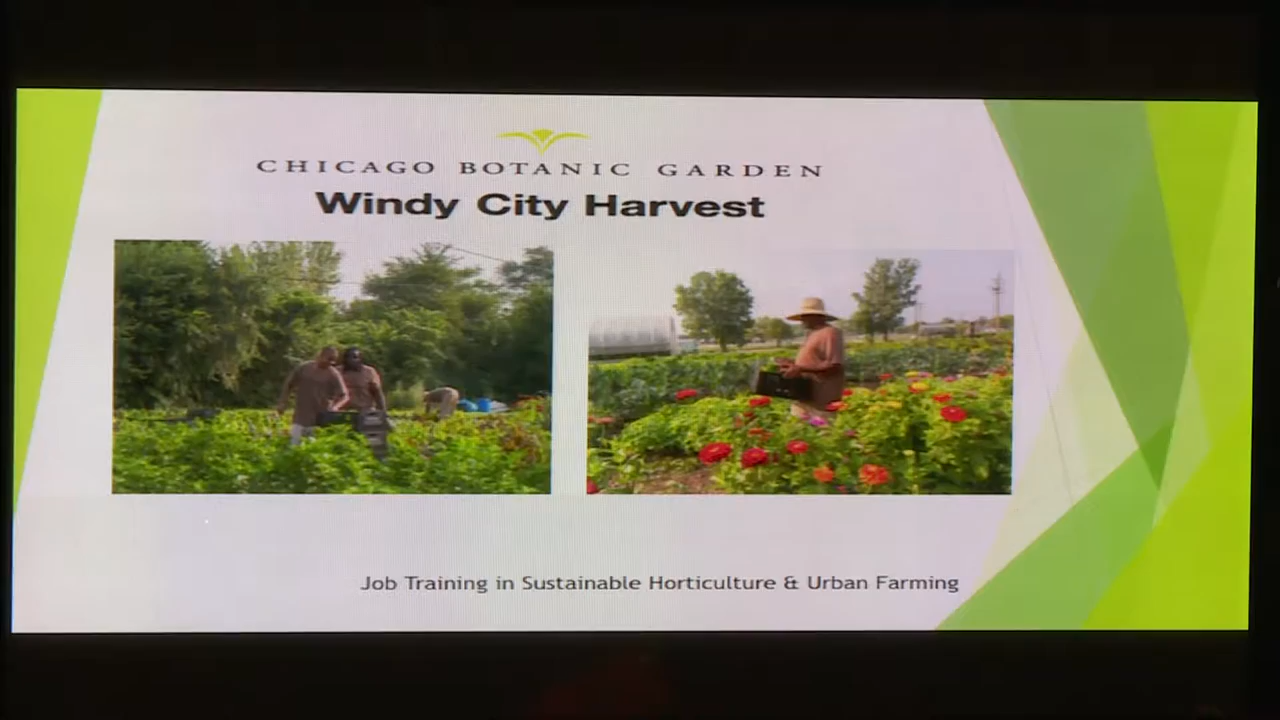 CHICAGO BOTANIC GARDEN
Windy City Harvest
Job Training in Sustainable Horticulture & Urban Farming